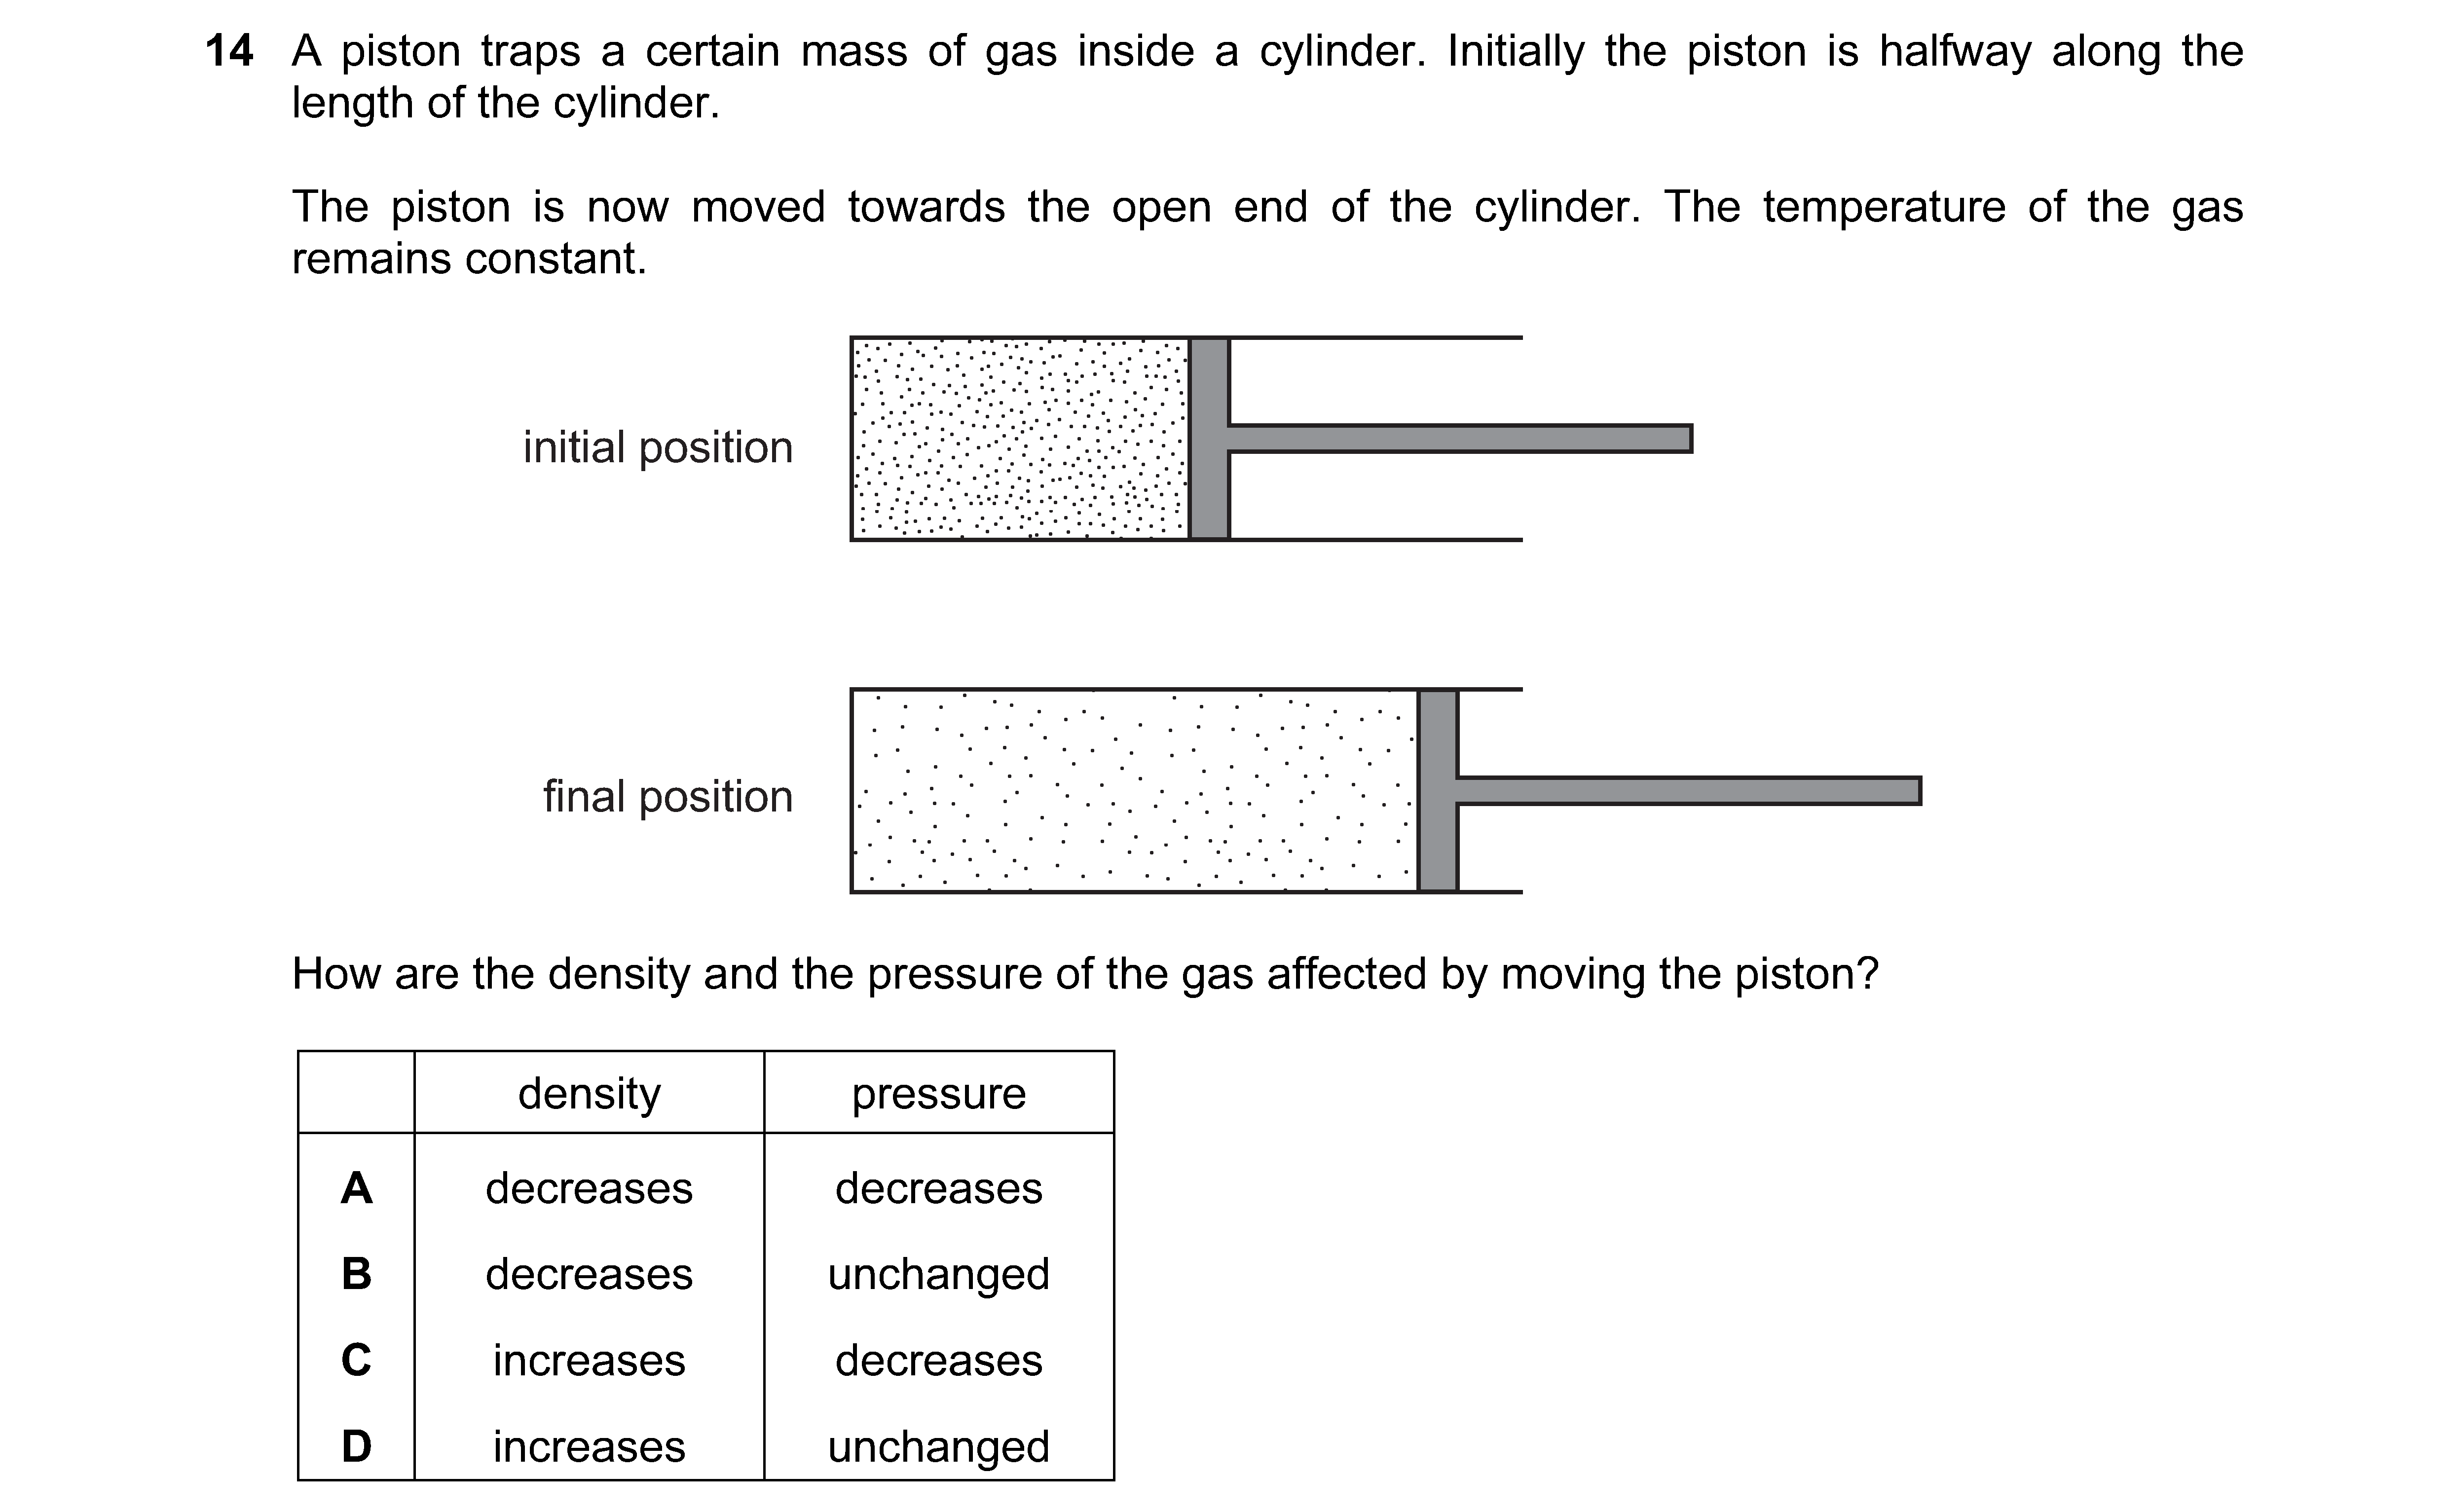 14 A piston traps a certain mass of gas inside a cylinder. Initially the piston is halfway along the
length of the cylinder.
The piston is now moved towards the open end of the cylinder. The temperature of the gas
remains constant.
initial position
final position
How are the density and the pressure of the gas affected by moving the piston?
density pressure
A decreases decreases
B decreases unchanged
C increases decreases
D increases unchanged